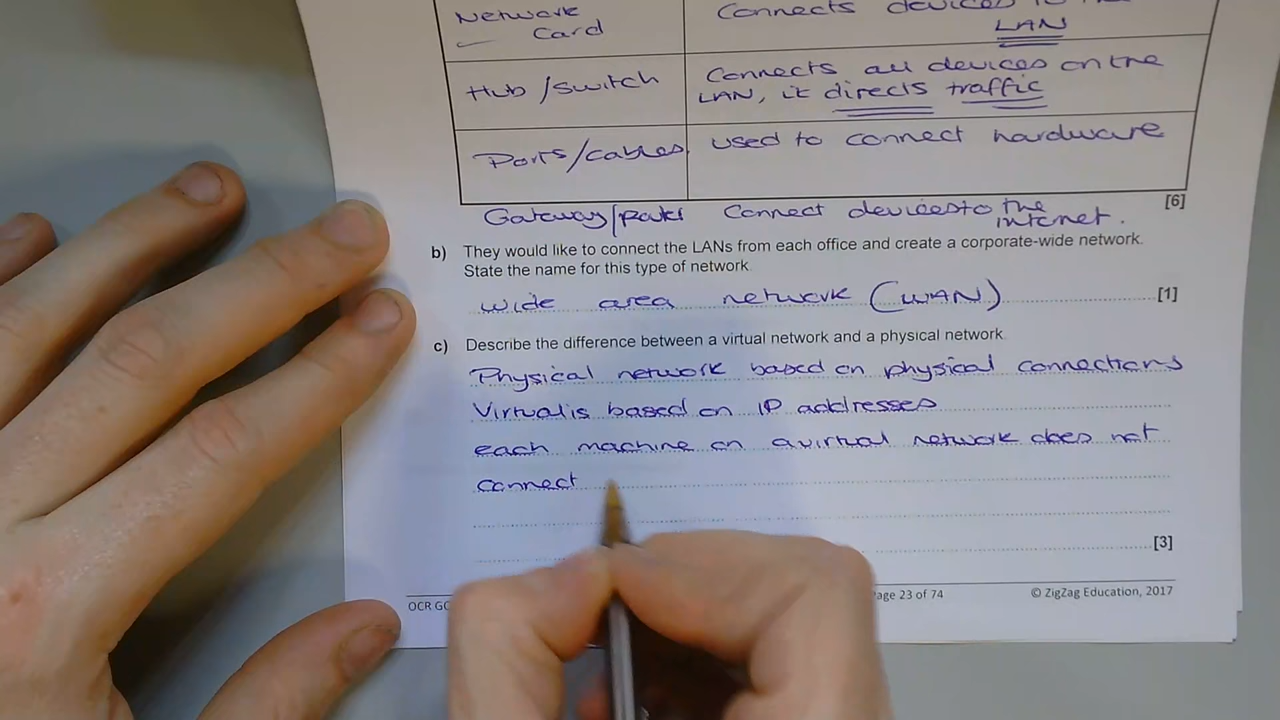 Network Connects devices to the
Card LAN
Hub/Switch Connects all devices on the
LAN, it directs traffic
Ports/cables used to connect hardware
[6]
Gateway/ Connect devices to the
internet.
b) They would like to connect the LANs from each office and create a corporate-wide network.
State the name for this type of network
wide area network (WAN) [1]
c) Describe the difference between a virtual network and a physical network.
Physical network based on physical connections
Virtual is based on IP addresses
each machine on a virtual network does not
connect
[3]
OCR GC age 23 of 74 © ZigZag Education, 2017